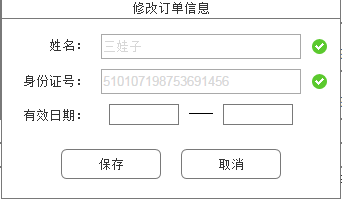 修改订单信息
姓名： 三娃子
身份证号： 510107198753691456
有效日期： —
保存 取消